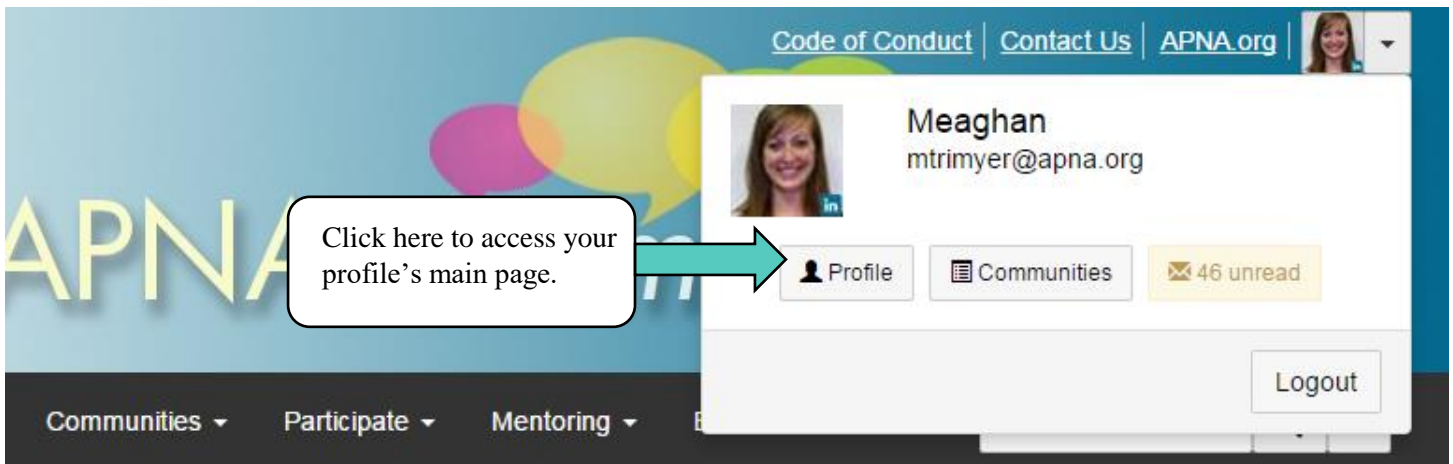 Code of Conduct | Contact Us | APNA.org
Meaghan
mtrimyer@apna.org
APNA
Click here to access your
profile’s main page.
Profile
Communities
46 unread
Logout
Communities
Participate
Mentoring